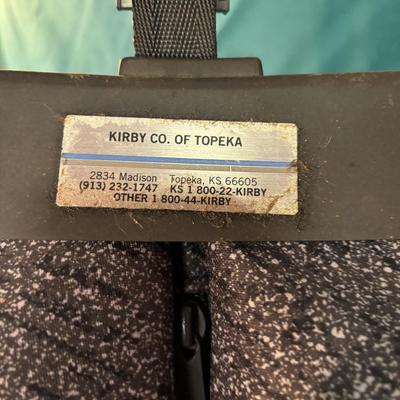 KIRBY CO. OF TOPEKA
2834 Madison Topeka, KS 66605
(913) 232-1747 KS 1 800-22-KIRBY
OTHER 1 800-44-KIRBY